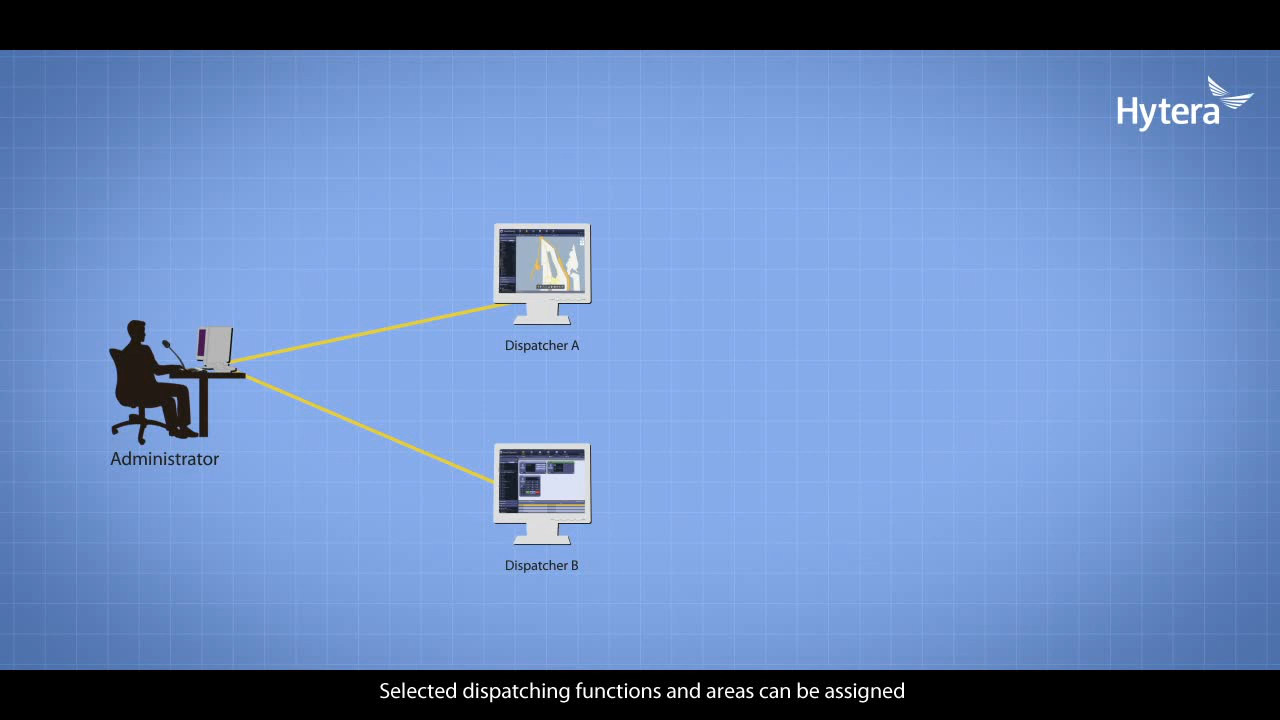 Hytera
Dispatcher A
Administrator
Dispatcher B
Selected dispatching functions and areas can be assigned